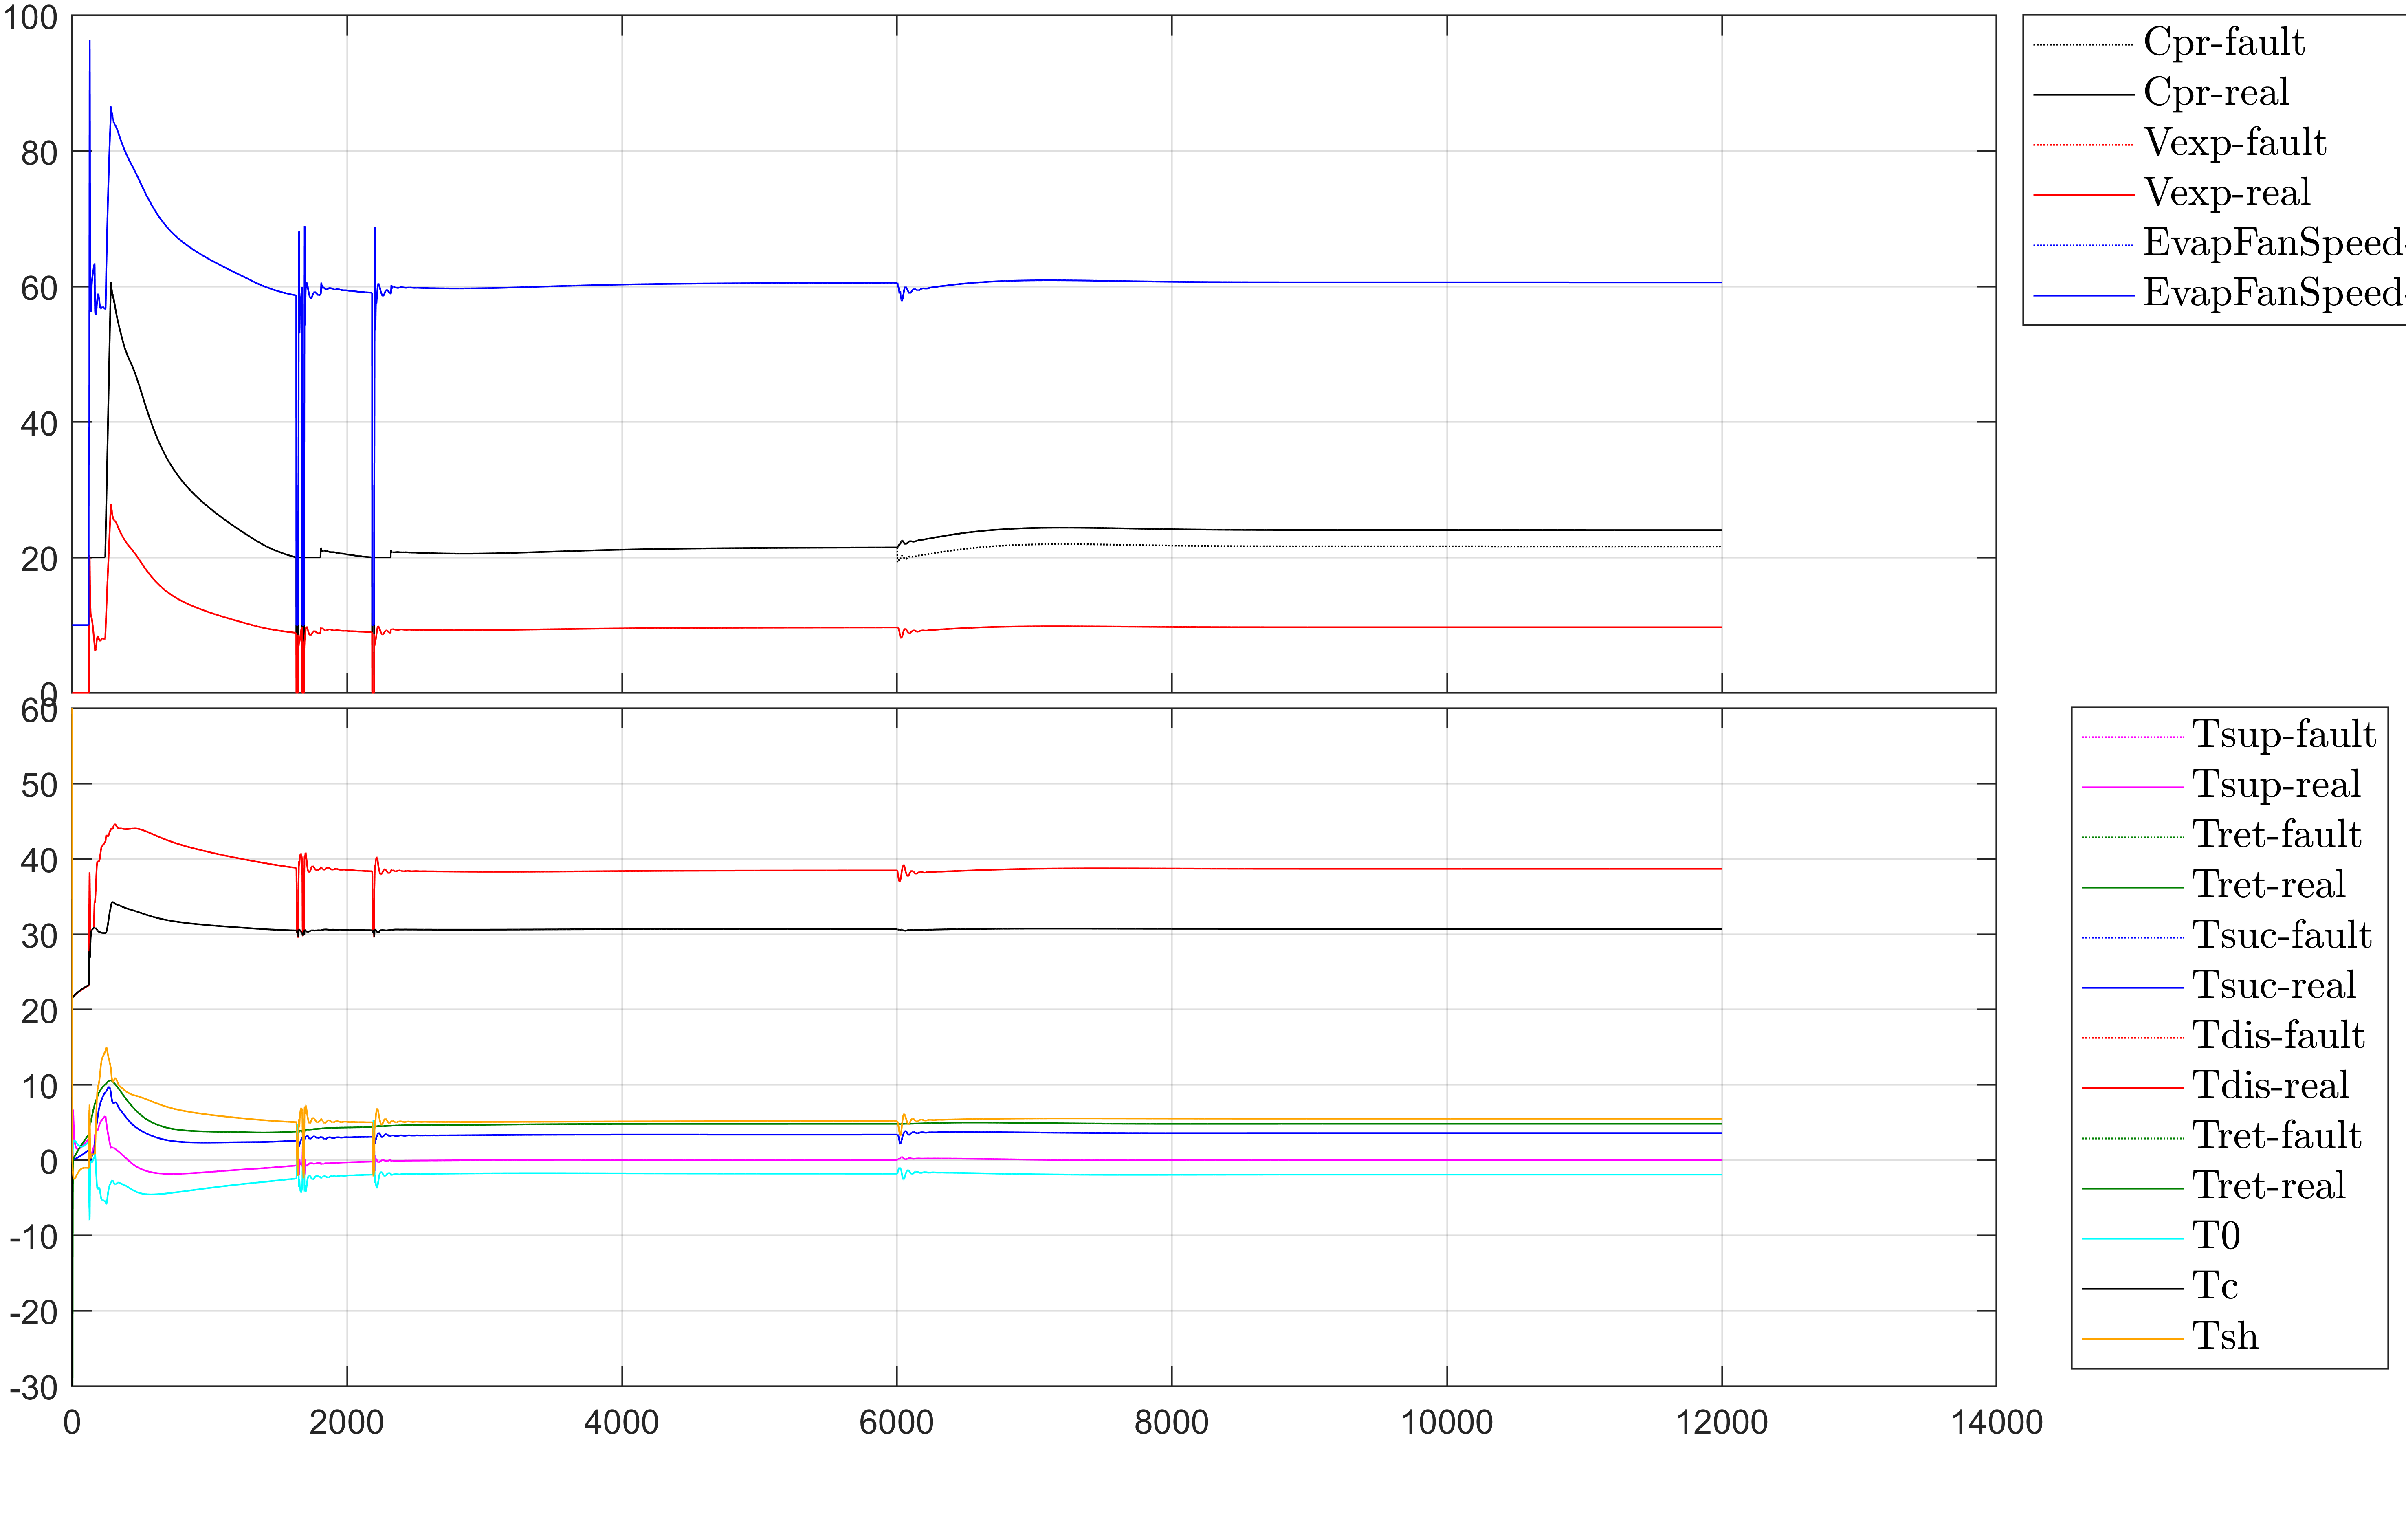 100
80
60
40
20
0
Cpr-fault
Cpr-real
Vexp-fault
Vexp-real
EvapFanSpeed-
EvapFanSpeed-
60
50
40
30
20
10
0
-10
-20
-30
0 2000 4000 6000 8000 10000 12000 14000
Tsup-fault
Tsup-real
Tret-fault
Tret-real
Tsuc-fault
Tsuc-real
Tdis-fault
Tdis-real
Tret-fault
Tret-real
T0
Tc
Tsh